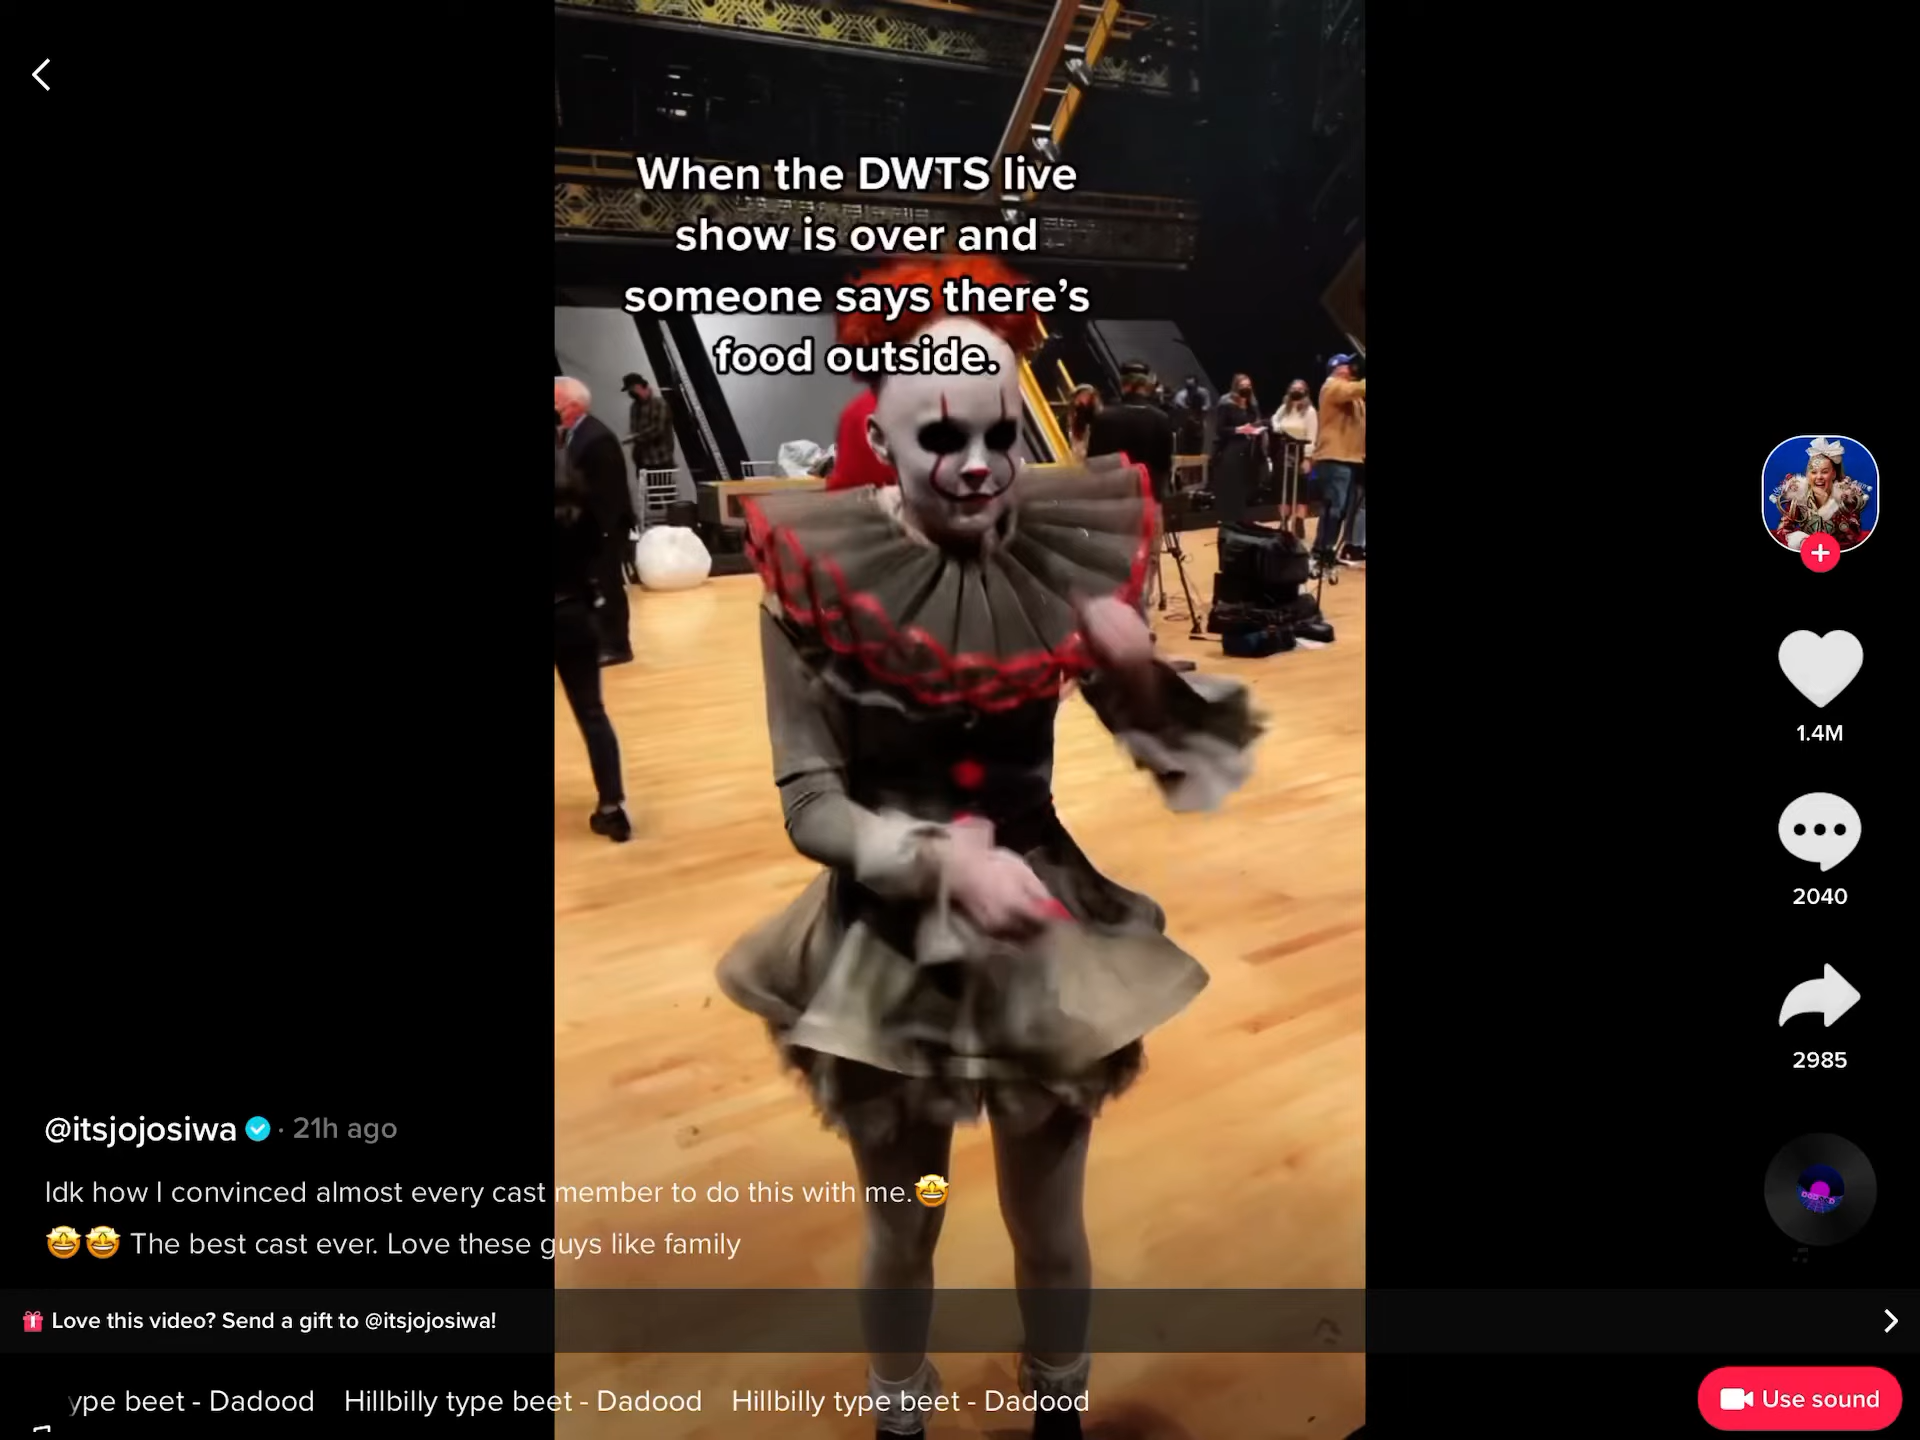 When the DWTS live
show is over and
someone says there's
food outside.
1.4M
2040
2985
@itsjojosiwa · 21h ago
Idk how I convinced almost every cast member to do this with me.🤩
🤩🤩 The best cast ever. Love these guys like family
Love this video? Send a gift to @itsjojosiwa!
ype beet - Dadood Hillbilly type beet - Dadood Hillbilly type beet - Dadood
Use sound